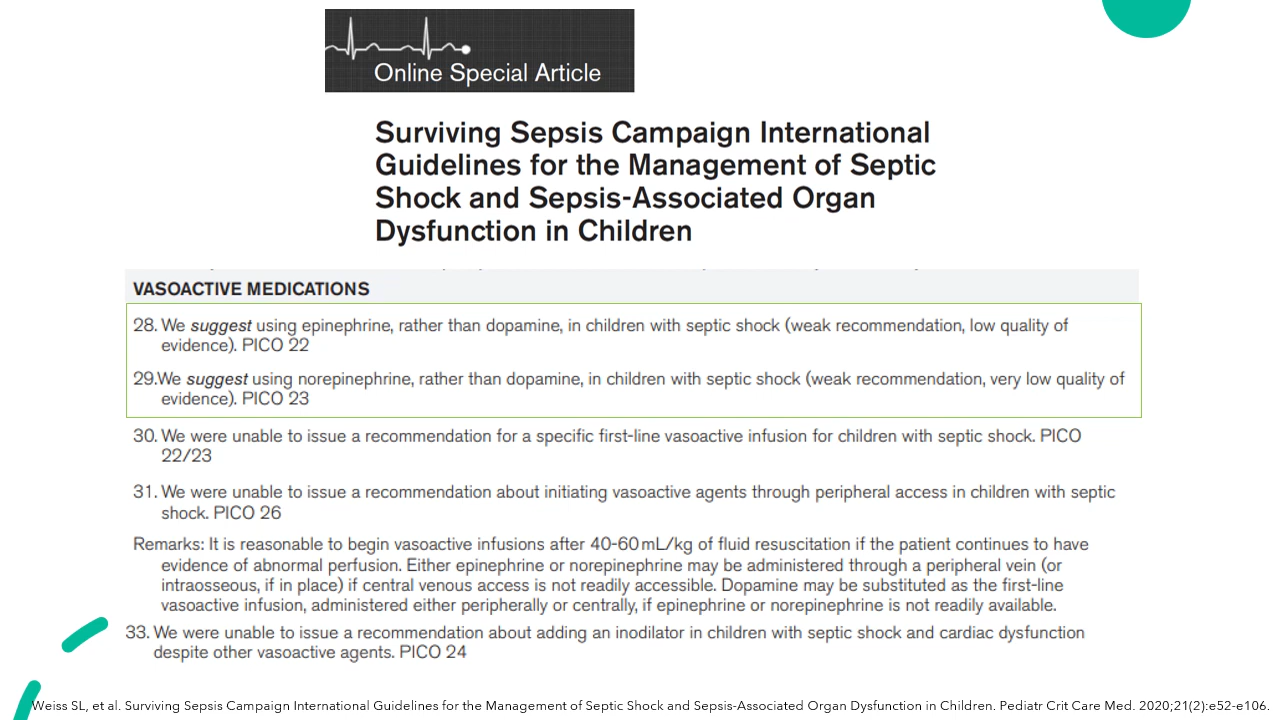 Online Special Article
Surviving Sepsis Campaign International
Guidelines for the Management of Septic
Shock and Sepsis-Associated Organ
Dysfunction in Children
VASOACTIVE MEDICATIONS
28. We suggest using epinephrine, rather than dopamine, in children with septic shock (weak recommendation, low quality of
evidence). PICO 22
29.We suggest using norepinephrine, rather than dopamine, in children with septic shock (weak recommendation, very low quality of
evidence). PICO 23
30. We were unable to issue a recommendation for a specific first-line vasoactive infusion for children with septic shock. PICO
22/23
31. We were unable to issue a recommendation about initiating vasoactive agents through peripheral access in children with septic
shock. PICO 26
Remarks: It is reasonable to begin vasoactive infusions after 40-60 mL/kg of fluid resuscitation if the patient continues to have
evidence of abnormal perfusion. Either epinephrine or norepinephrine may be administered through a peripheral vein (or
intraosseous, if in place) if central venous access is not readily accessible. Dopamine may be substituted as the first-line
vasoactive infusion, administered either peripherally or centrally, if epinephrine or norepinephrine is not readily available.
33. We were unable to issue a recommendation about adding an inodilator in children with septic shock and cardiac dysfunction
despite other vasoactive agents. PICO 24
Weiss SL, et al. Surviving Sepsis Campaign International Guidelines for the Management of Septic Shock and Sepsis-Associated Organ Dysfunction in Children. Pediatr Crit Care Med. 2020;21(2):e52-e106.